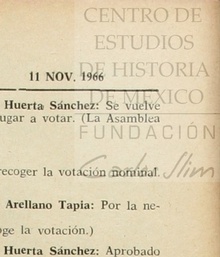 CENTRO DE
ESTUDIOS
DE HISTORIA
DE MEXICO
FUNDACIÓN
Carlos Slim
11 NOV. 1966
Huerta Sánchez: Se vuelve
ugar a votar. (La Asamblea
recoger la votación nominal.
Arellano Tapia: Por la ne-
oge la votación.)
Huerta Sánchez: Aprobado